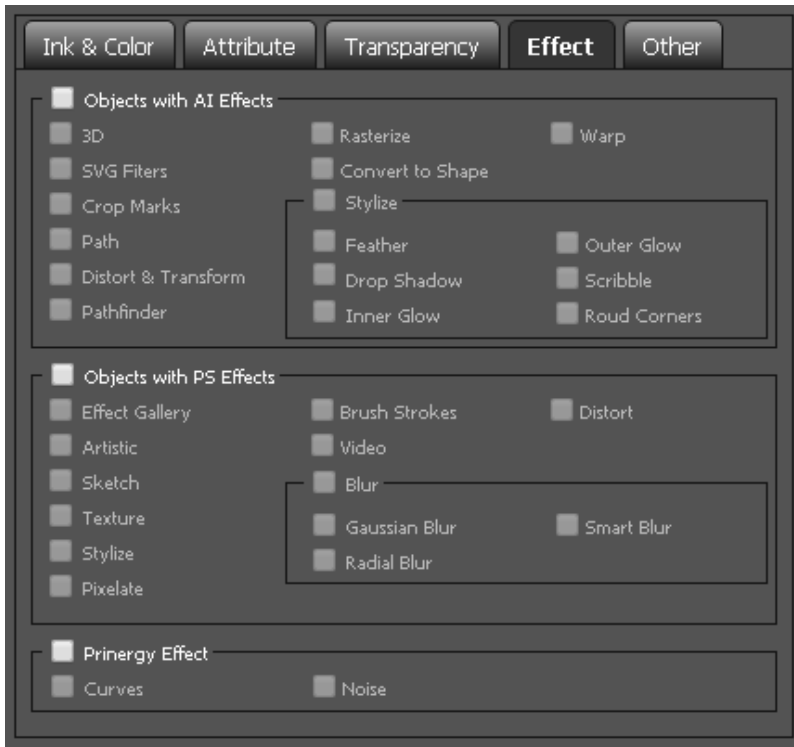 Ink & Color Attribute Transparency Effect Other
Objects with AI Effects
3D Rasterize Warp
SVG Fiters Convert to Shape
Crop Marks Stylize
Path Feather Outer Glow
Distort & Transform Drop Shadow Scribble
Pathfinder Inner Glow Roud Corners
Objects with PS Effects
Effect Gallery Brush Strokes Distort
Artistic Video
Sketch Blur
Texture Gaussian Blur Smart Blur
Stylize Radial Blur
Pixelate
Prinergy Effect
Curves Noise